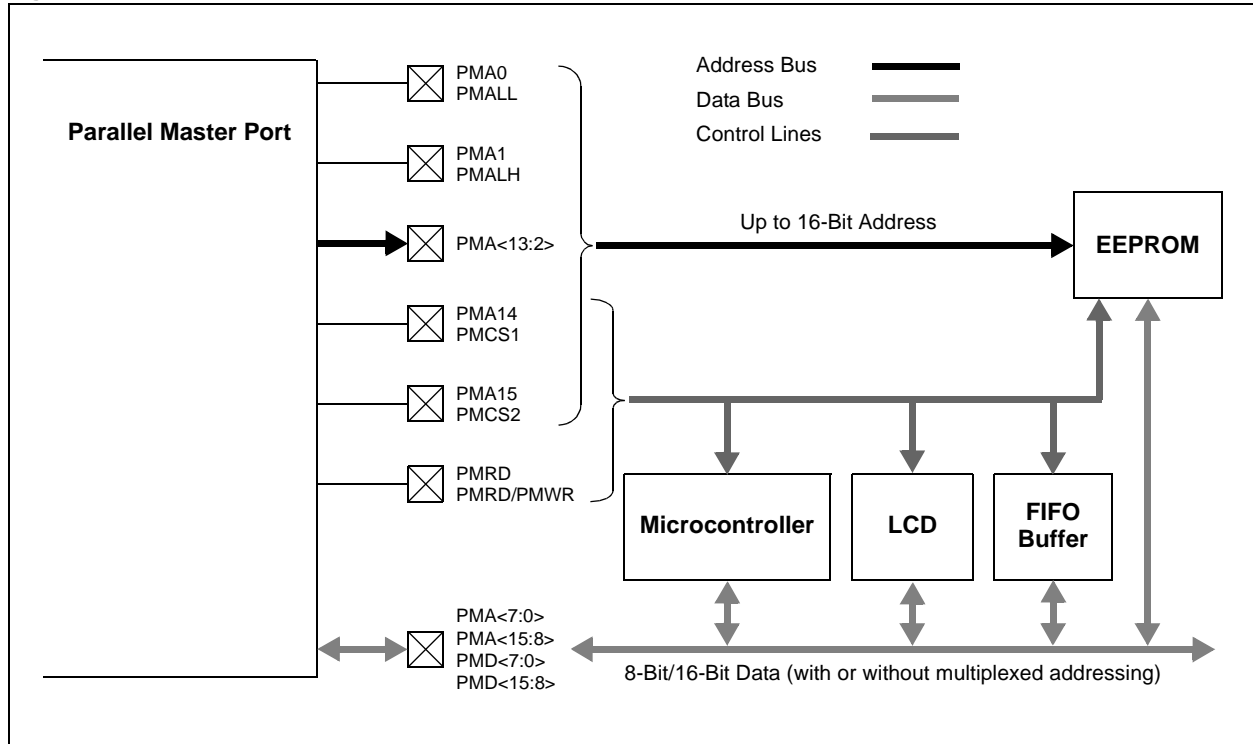 Parallel Master Port
PMA0
PMALL
PMA1
PMALH
PMA<13:2>
PMA14
PMCS1
PMA15
PMCS2
PMRD
PMRD/PMWR
PMA<7:0>
PMA<15:8>
PMD<7:0>
PMD<15:8>
Address Bus
Data Bus
Control Lines
Up to 16-Bit Address
EEPROM
Microcontroller
LCD
FIFO
Buffer
8-Bit/16-Bit Data (with or without multiplexed addressing)